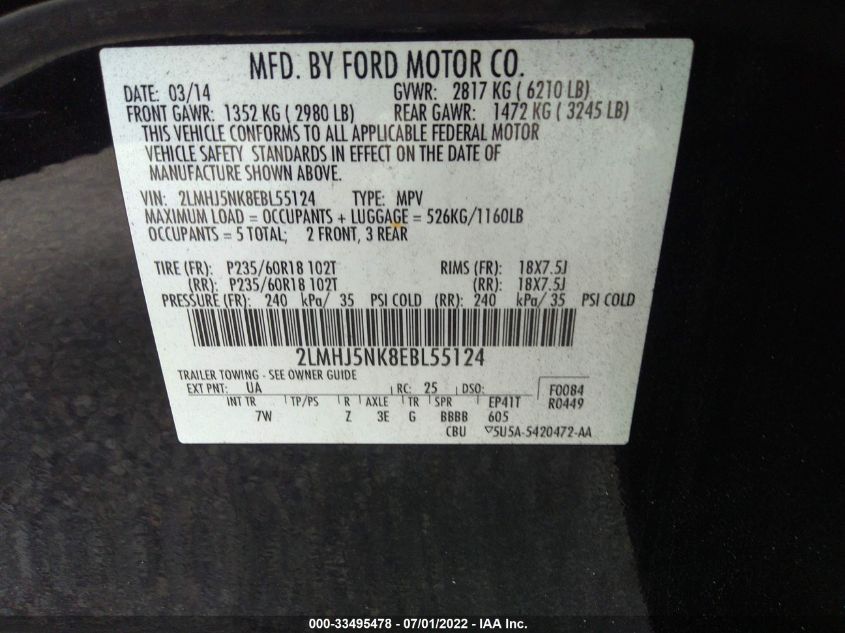 MFD. BY FORD MOTOR CO.
DATE: 03/14 GVWR: 2817 KG ( 6210 LB)
FRONT GAWR: 1352 KG ( 2980 LB) REAR GAWR: 1472 KG ( 3245 LB)
THIS VEHICLE CONFORMS TO ALL APPLICABLE FEDERAL MOTOR
VEHICLE SAFETY STANDARDS IN EFFECT ON THE DATE OF
MANUFACTURE SHOWN ABOVE.
VIN: 2LMHJ5NK8EBL55124 TYPE: MPV
MAXIMUM LOAD = OCCUPANTS + LUGGAGE = 526KG/1160LB
OCCUPANTS = 5 TOTAL; 2 FRONT, 3 REAR
TIRE (FR): P235/60R18 102T RIMS (FR): 18X7.5J
(RR): P235/60R18 102T (RR): 18X7.5J
PRESSURE (FR): 240 kPa/ 35 PSI COLD (RR): 240 kPa/ 35 PSI COLD
2LMHJ5NK8EBL55124
TRAILER TOWING - SEE OWNER GUIDE
EXT PNT: UA RC: 25 DSO: F0084
INT TR TP/PS R AXLE TR SPR EP41T R0449
7W Z 3E G BBBB 605
CBU ▽5U5A-5420472-AA
000-33495478 - 07/01/2022 - IAA Inc.